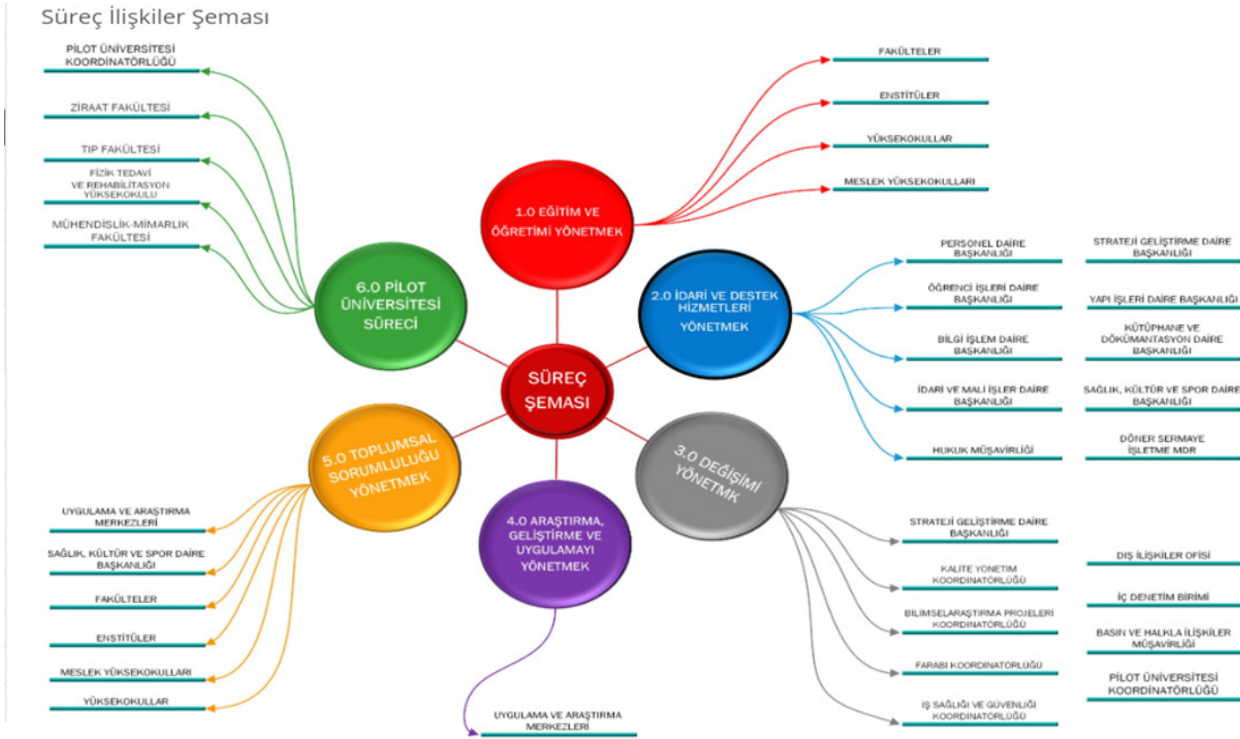 Süreç İlişkiler Şeması
PİLOT ÜNİVERSİTESİ
KOORDİNATÖRLÜĞÜ
ZİRAAT FAKÜLTESİ
TIP FAKÜLTESİ
FİZİK TEDAVİ
VE REHABİLİTASYON
YÜKSEKOKULU
MÜHENDİSLİK-MİMARLIK
FAKÜLTESİ
FAKÜLTELER
ENSTİTÜLER
YÜKSEKOKULLAR
MESLEK YÜKSEKOKULLARI
1.0 EĞİTİM VE
ÖĞRETİMİ YÖNETMEK
6.0 PİLOT
ÜNİVERSİTESİ
SÜRECİ
2.0 İDARİ VE DESTEK
HİZMETLERİ
YÖNETMEK
PERSONEL DAİRE
BAŞKANLIĞI
STRATEJİ GELİŞTİRME DAİRE
BAŞKANLIĞI
ÖĞRENCİ İŞLERİ DAİRE
BAŞKANLIĞI
YAPI İŞLERİ DAİRE BAŞKANLIĞI
BİLGİ İŞLEM DAİRE
BAŞKANLIĞI
KÜTÜPHANE VE
DÖKÜMANTASYON DAİRE
BAŞKANLIĞI
İDARİ VE MALİ İŞLER DAİRE
BAŞKANLIĞI
SAĞLIK, KÜLTÜR VE SPOR DAİRE
BAŞKANLIĞI
HUKUK MÜŞAVİRLİĞİ
DÖNER SERMAYE
İŞLETME MDR
SÜREÇ
ŞEMASI
5.0 TOPLUMSAL
SORUMLULUĞU
YÖNETMEK
3.0 DEĞİŞİMİ
YÖNETMK
4.0 ARAŞTIRMA,
GELİŞTİRME VE
UYGULAMAYI
YÖNETMEK
UYGULAMA VE ARAŞTIRMA
MERKEZLERİ
SAĞLIK, KÜLTÜR VE SPOR DAİRE
BAŞKANLIĞI
FAKÜLTELER
ENSTİTÜLER
MESLEK YÜKSEKOKULLARI
YÜKSEKOKULLAR
UYGULAMA VE ARAŞTIRMA
MERKEZLERİ
STRATEJİ GELİŞTİRME DAİRE
BAŞKANLIĞI
KALİTE YÖNETİM
KOORDİNATÖRLÜĞÜ
BİLİMSELARAŞTIRMA PROJELERİ
KOORDİNATÖRLÜĞÜ
FARABİ KOORDİNATÖRLÜĞÜ
İŞ SAĞLIĞI VE GÜVENLİĞİ
KOORDİNATÖRLÜĞÜ
DIŞ İLİŞKİLER OFİSİ
İÇ DENETİM BİRİMİ
BASIN VE HALKLA İLİŞKİLER
MÜŞAVİRLİĞİ
PİLOT ÜNİVERSİTESİ
KOORDİNATÖRLÜĞÜ